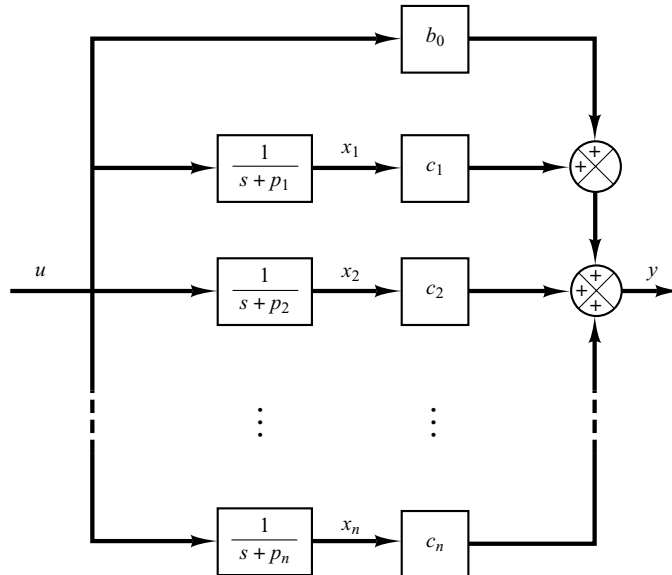 b₀
+
+
1
s + p₁
x₁
c₁
u
1
s + p₂
x₂
c₂
+
+
+
y
⋮
⋮
1
s + pₙ
xₙ
cₙ